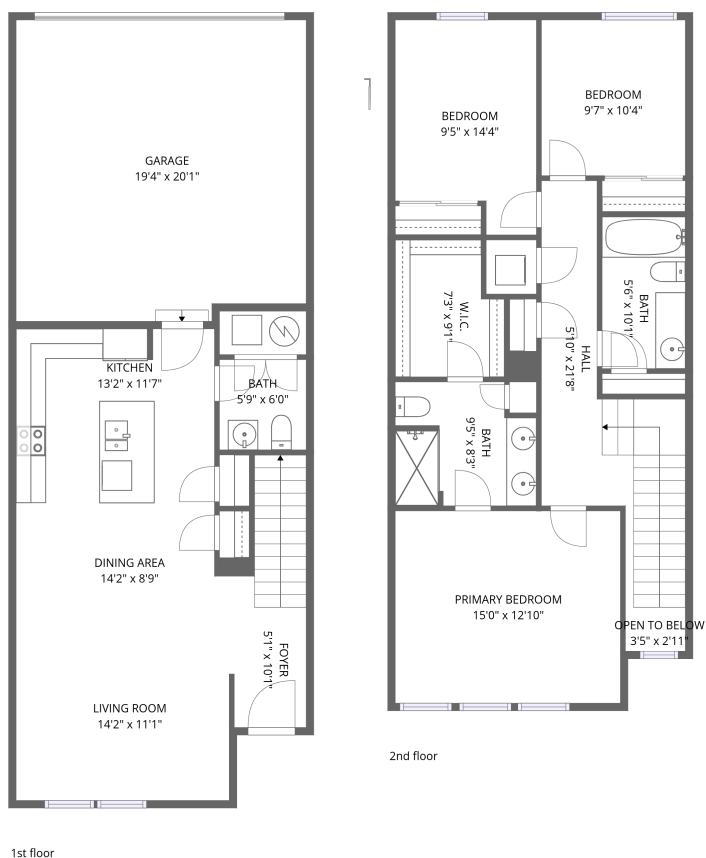 GARAGE
19'4" x 20'1"
KITCHEN
13'2" x 11'7"
BATH
5'9" x 6'0"
DINING AREA
14'2" x 8'9"
FOYER
5'1" x 10'1"
LIVING ROOM
14'2" x 11'1"
1st floor
BEDROOM
9'5" x 14'4"
BEDROOM
9'7" x 10'4"
W.I.C.
7'3" x 9'1"
BATH
5'6" x 10'1"
HALL
5'10" x 21'8"
BATH
9'5" x 8'3"
PRIMARY BEDROOM
15'0" x 12'10"
OPEN TO BELOW
3'5" x 2'11"
2nd floor